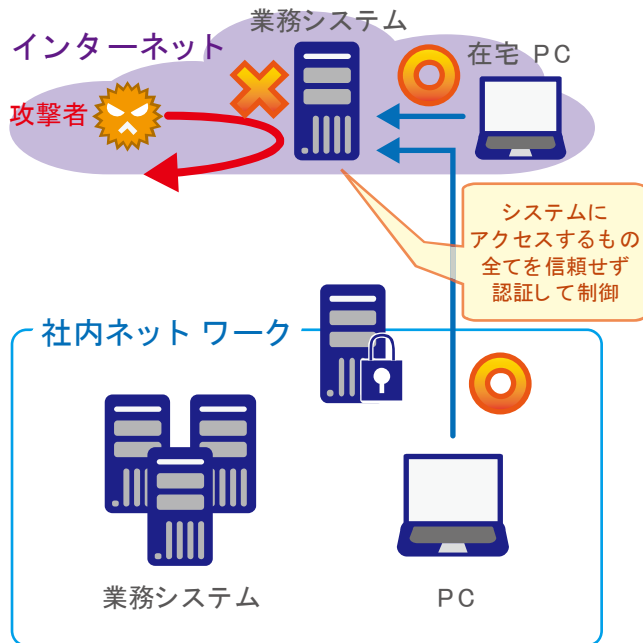 業務システム
インターネット
在宅 PC
攻撃者
システムに
アクセスするもの
全てを信頼せず
認証して制御
社内ネットワーク
業務システム
PC